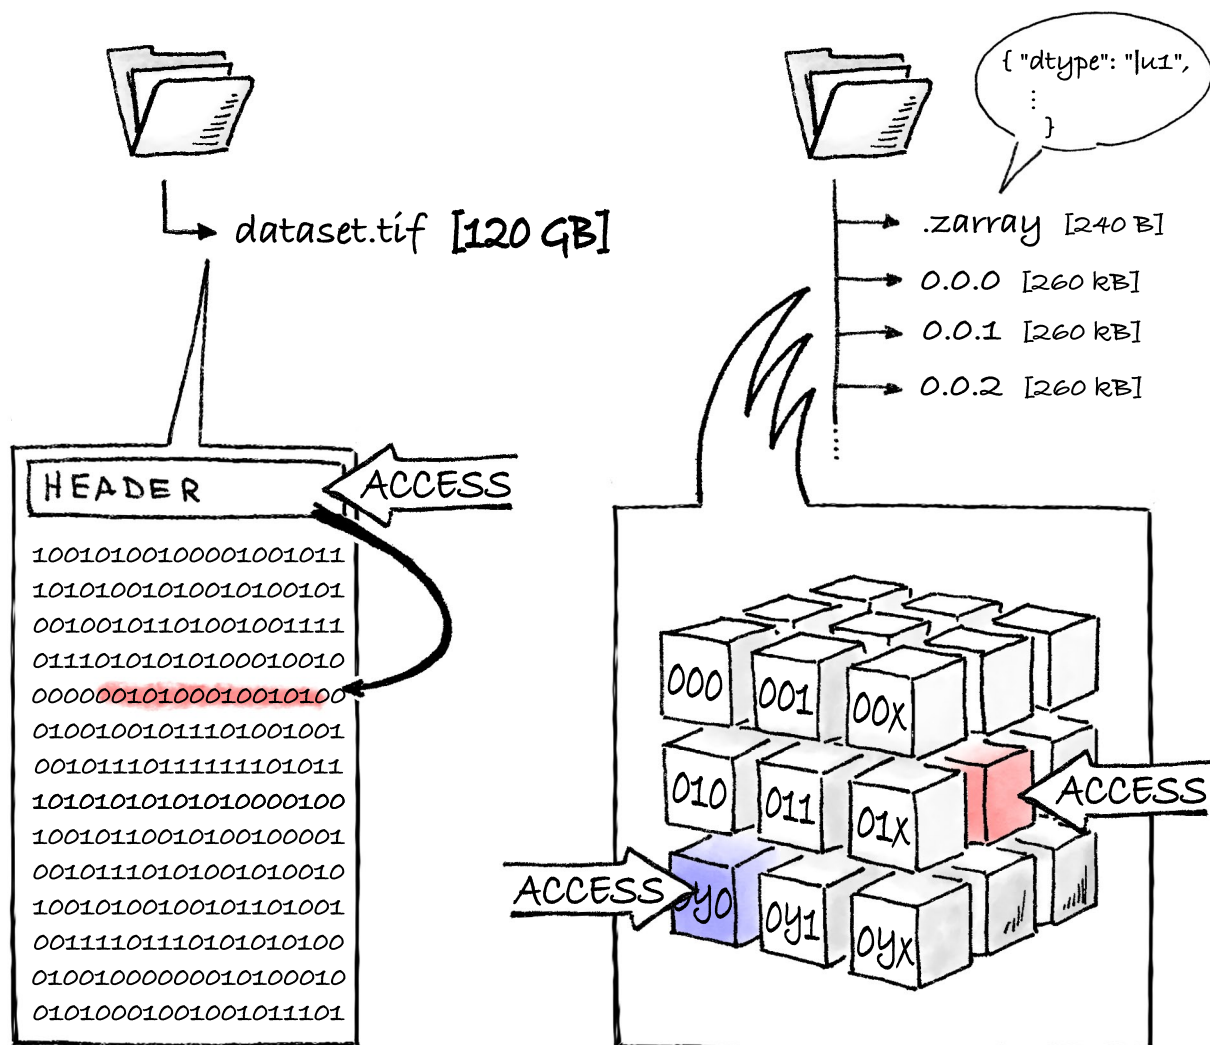 dataset.tif [120 GB]
HEADER
ACCESS
10010100100001001011
10101001010010100101
00100101101001001111
01110101010100010010
00000010100010010100
01001001011101001001
00101110111111101011
10101010101010000100
10010110010100100001
00101110101001010010
10010100100101101001
00111101110101010100
01001000000010100010
01010001001001011101
{ "dtype": "|u1",
⋮
}
.zarray [240 B]
0.0.0 [260 kB]
0.0.1 [260 kB]
0.0.2 [260 kB]
000
001
00X
010
011
01X
ACCESS
ACCESS
0y0
0y1
0yX